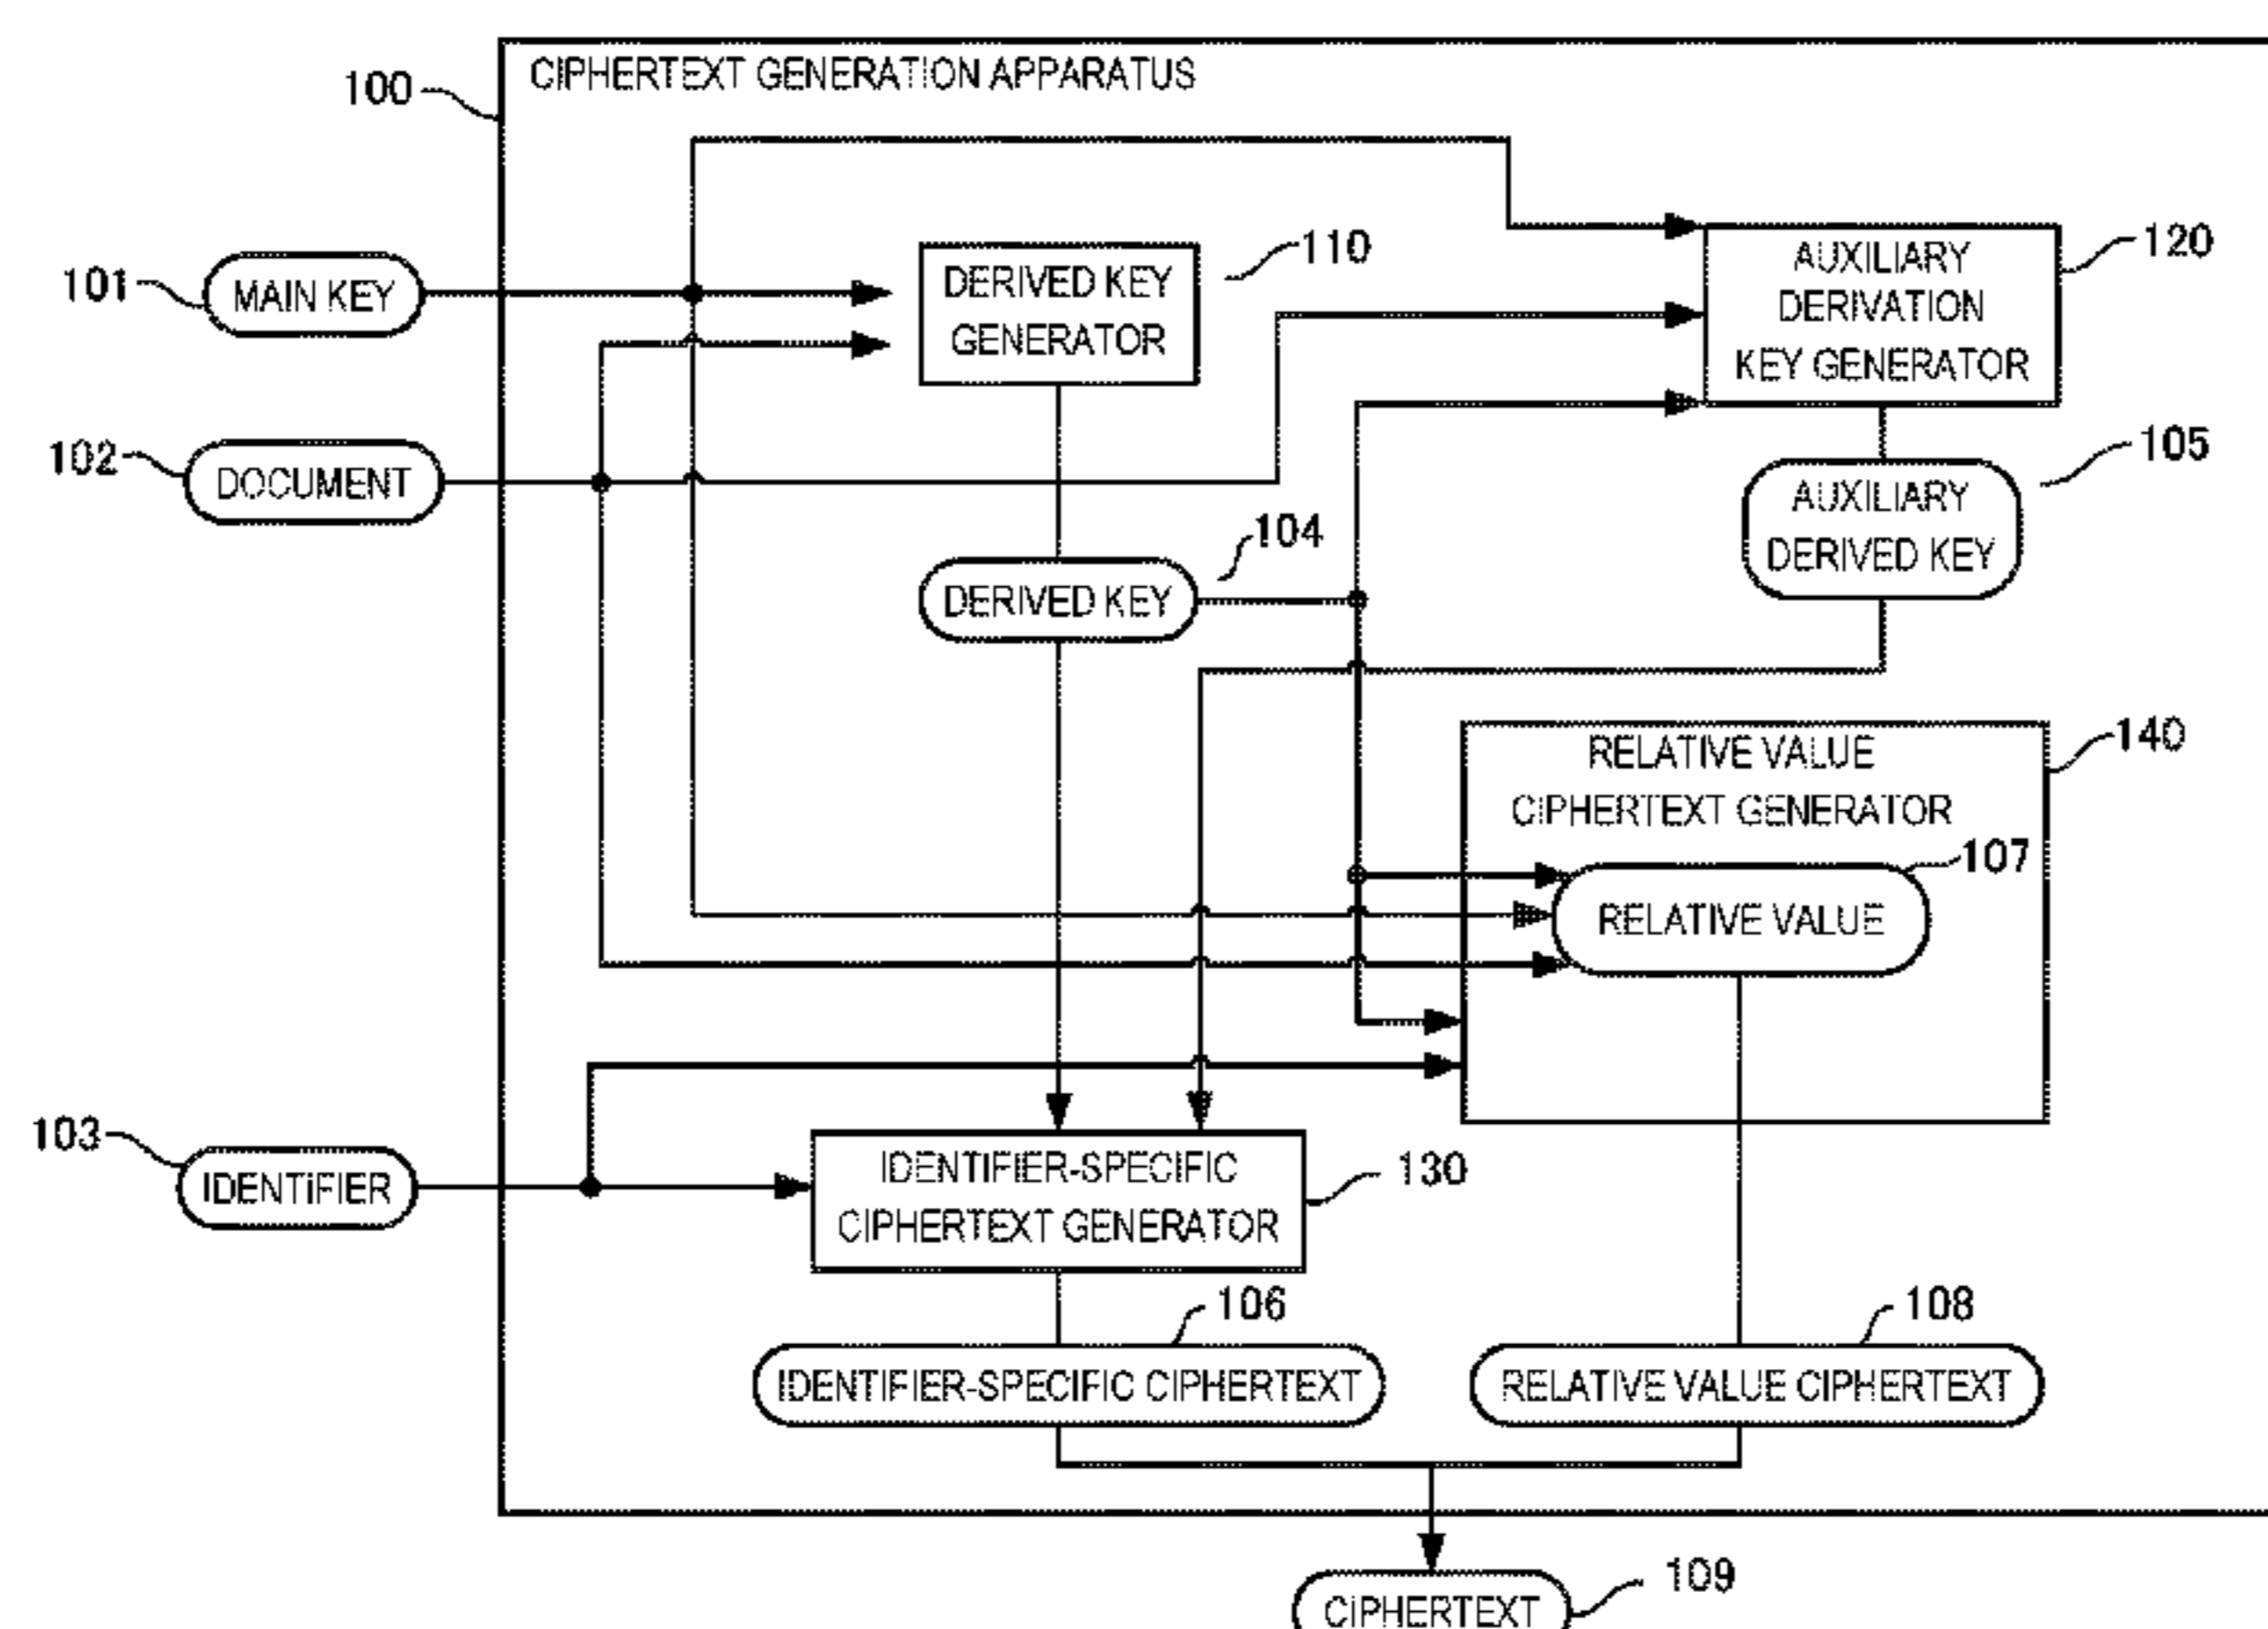 CIPHERTEXT GENERATION APPARATUS
100
110
120
101
MAIN KEY
DERIVED KEY
GENERATOR
AUXILIARY
DERIVATION
KEY GENERATOR
102
DOCUMENT
105
AUXILIARY
DERIVED KEY
104
DERIVED KEY
140
RELATIVE VALUE
CIPHERTEXT GENERATOR
107
RELATIVE VALUE
103
IDENTIFIER
IDENTIFIER-SPECIFIC
CIPHERTEXT GENERATOR
130
106
108
IDENTIFIER-SPECIFIC CIPHERTEXT
RELATIVE VALUE CIPHERTEXT
109
CIPHERTEXT